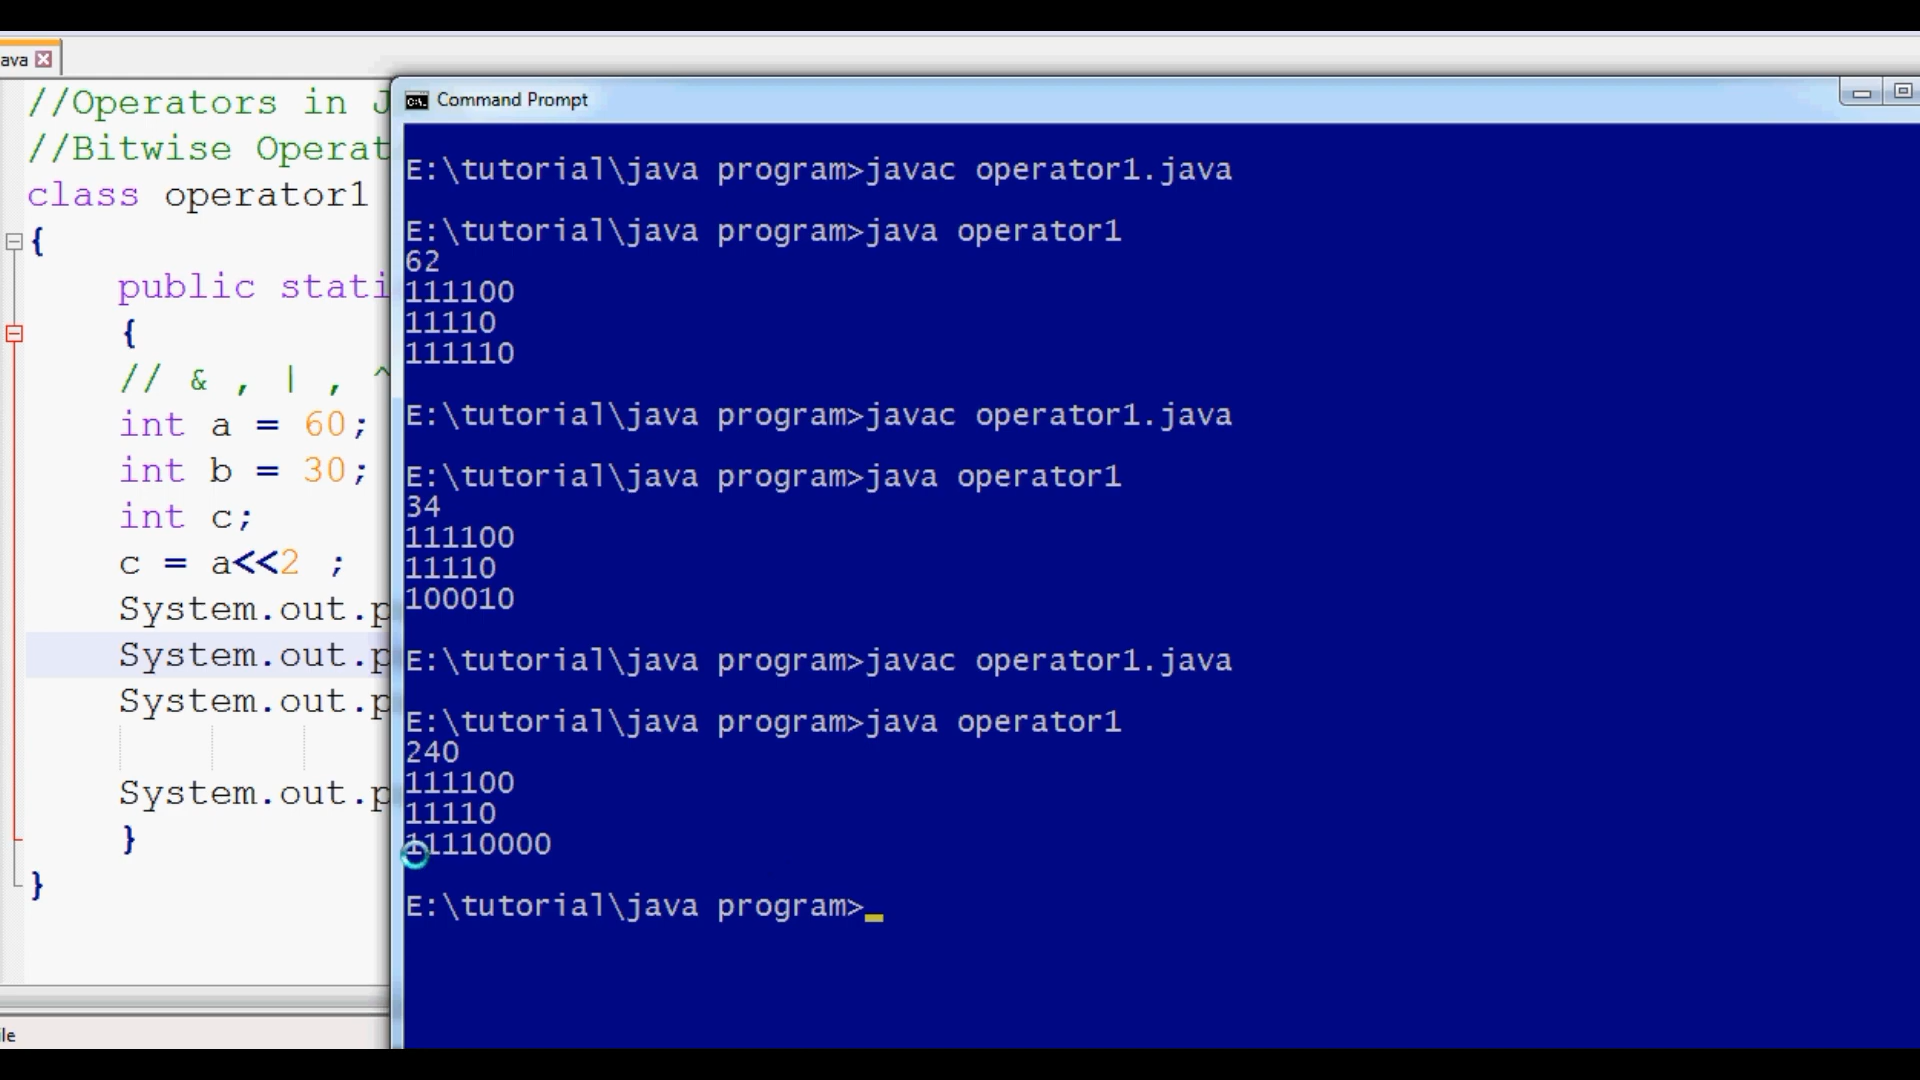 ava
//Operators in J
//Bitwise Operat
class operator1
{
public stati
{
// & , | , ^
int a = 60;
int b = 30;
int c;
c = a<<2 ;
System.out.p
System.out.p
System.out.p
System.out.p
}
}
ile
Command Prompt
E:\tutorial\java program>javac operator1.java
E:\tutorial\java program>java operator1
62
111100
11110
111110
E:\tutorial\java program>javac operator1.java
E:\tutorial\java program>java operator1
34
111100
11110
100010
E:\tutorial\java program>javac operator1.java
E:\tutorial\java program>java operator1
240
111100
11110
11110000
E:\tutorial\java program>_